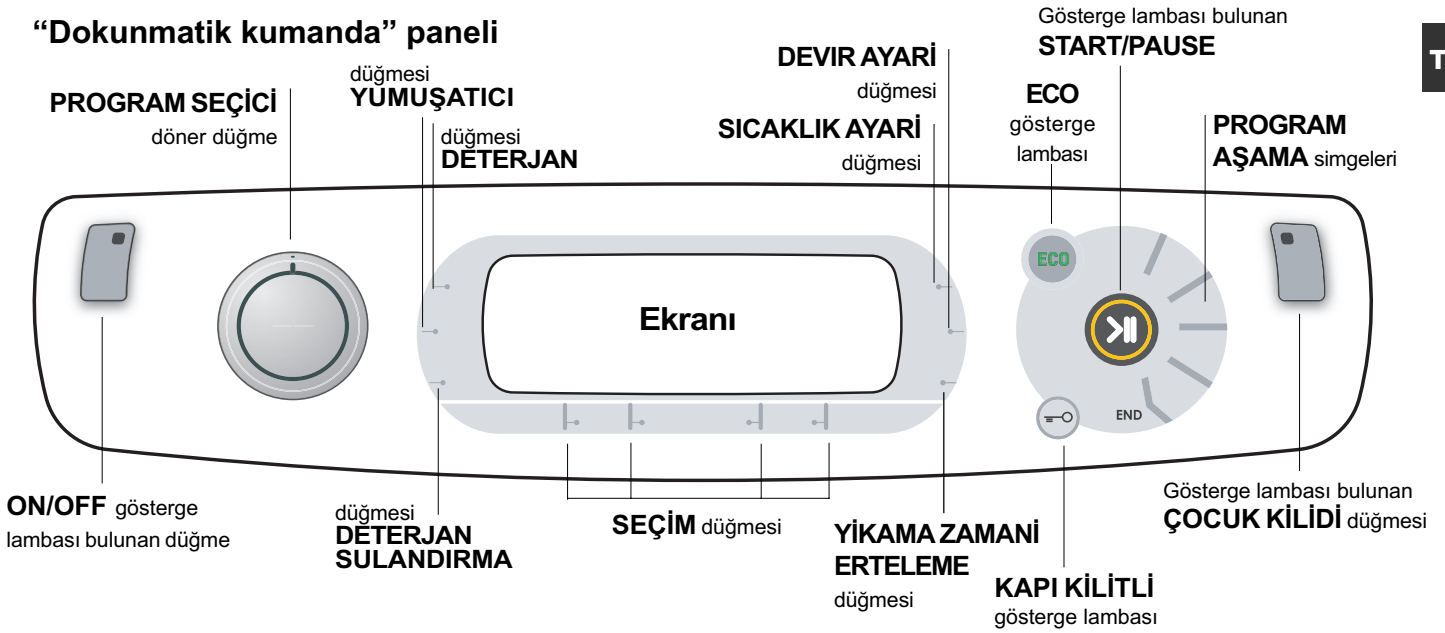 “Dokunmatik kumanda” paneli
PROGRAM SEÇİCİ
döner düğme
düğmesi
YUMUŞATICI
düğmesi
DETERJAN
DEVIR AYARİ
düğmesi
SICAKLIK AYARİ
düğmesi
Gösterge lambası bulunan
START/PAUSE
ECO
gösterge
lambası
PROGRAM
AŞAMA simgeleri
T
Ekranı
ECO
END
ON/OFF gösterge
lambası bulunan düğme
düğmesi
DETERJAN
SULANDIRMA
SEÇİM düğmesi
YİKAMA ZAMANİ
ERTELEME
düğmesi
KAPI KİLİTLİ
gösterge lambası
Gösterge lambası bulunan
ÇOCUK KİLİDİ düğmesi